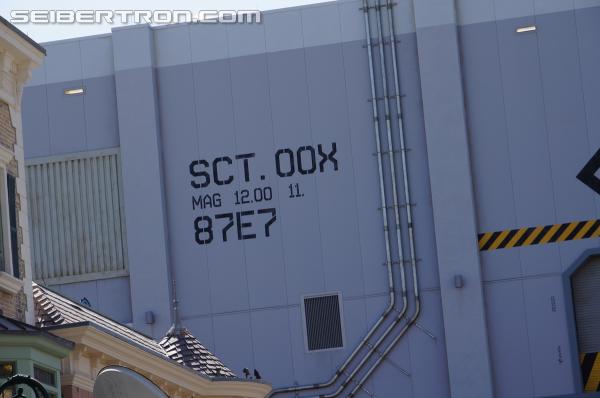 SEIBERTRON.COM
SCT. 00X
MAG 12.00 11.
87E7